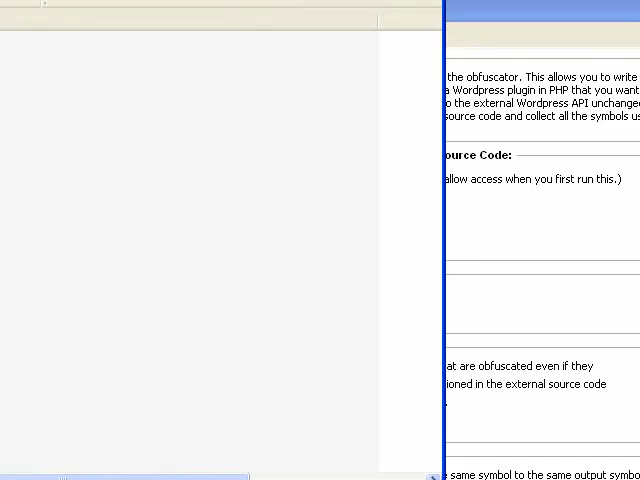 the obfuscator. This allows you to write
a Wordpress plugin in PHP that you want
o the external Wordpress API unchange
source code and collect all the symbols us
ource Code:
allow access when you first run this.)
at are obfuscated even if they
ioned in the external source code
same symbol to the same output symbo